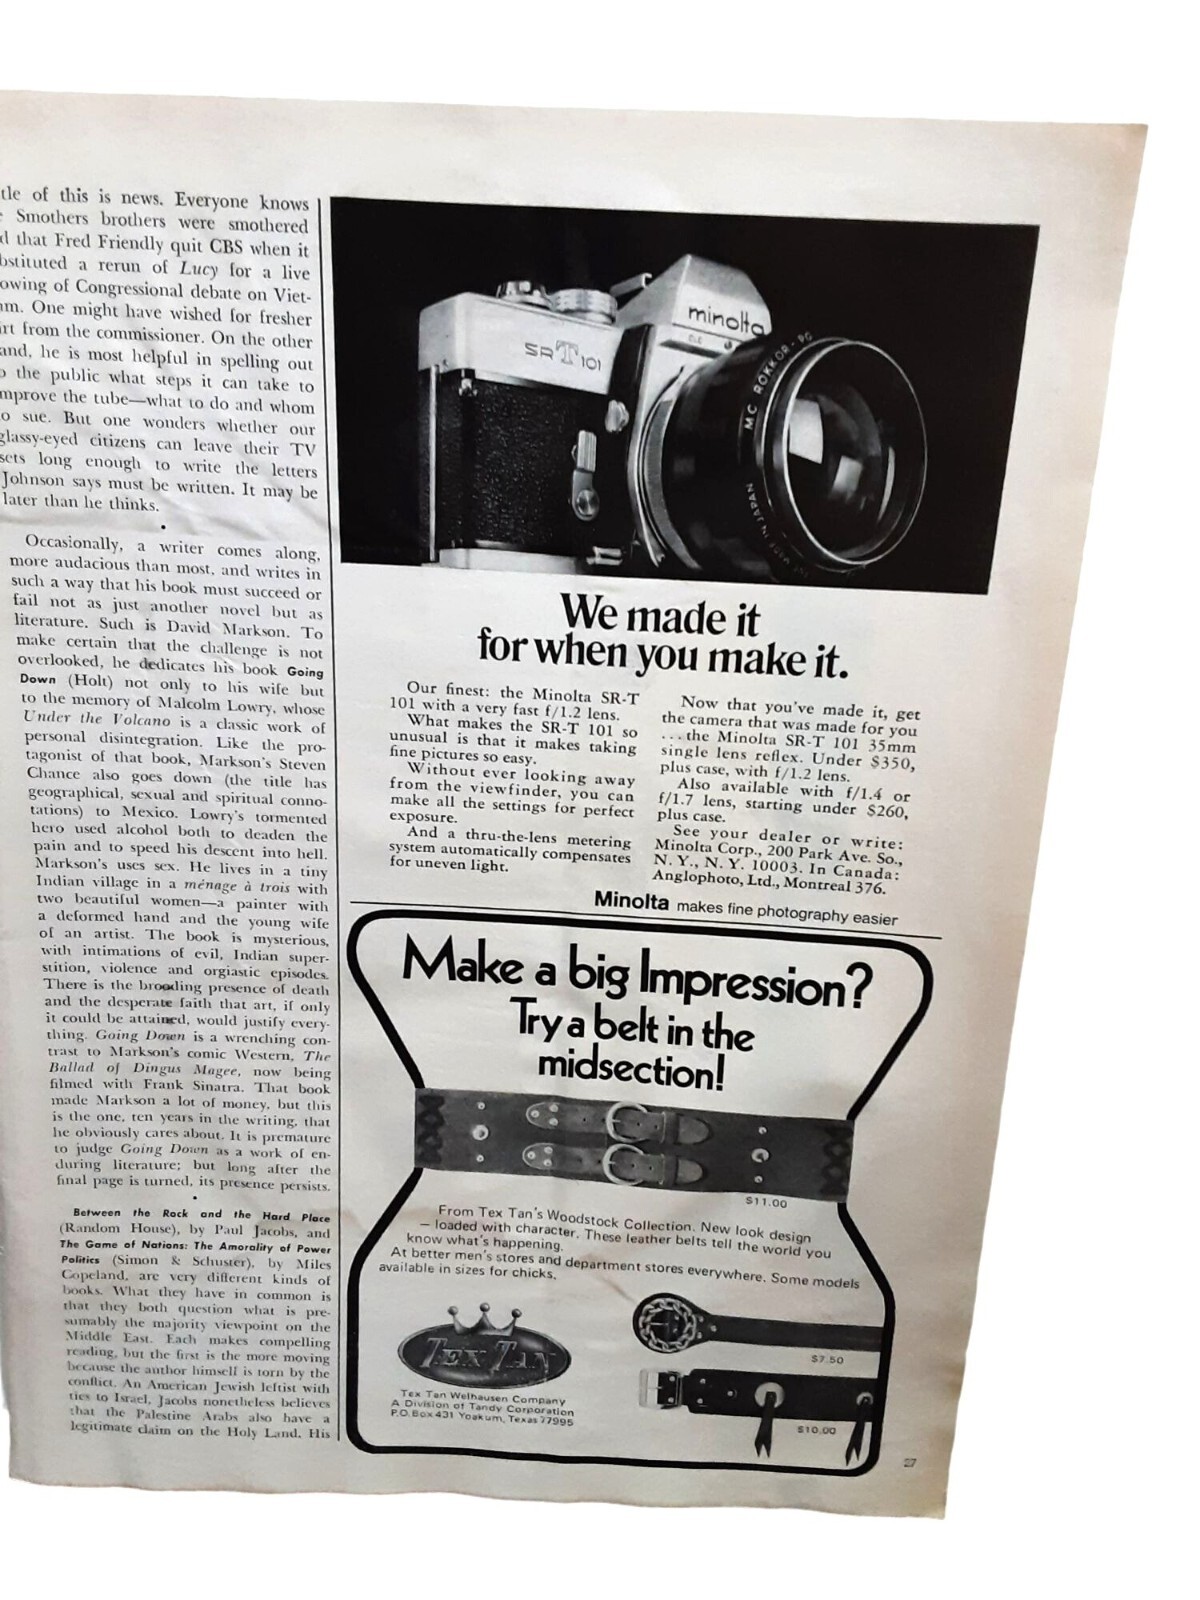 tle of this is news. Everyone knows
Smothers brothers were smothered
d that Fred Friendly quit CBS when it
bstituted a rerun of Lucy for a live
owing of Congressional debate on Viet-
m. One might have wished for fresher
rt from the commissioner. On the other
and, he is most helpful in spelling out
the public what steps it can take to
mprove the tube—what to do and whom
o sue. But one wonders whether our
glassy-eyed citizens can leave their TV
sets long enough to write the letters
Johnson says must be written. It may be
later than he thinks.
•
Occasionally, a writer comes along,
more audacious than most, and writes in
such a way that his book must succeed or
fail not as just another novel but as
literature. Such is David Markson. To
make certain that the challenge is not
overlooked, he dedicates his book Going
Down (Holt) not only to his wife but
to the memory of Malcolm Lowry, whose
Under the Volcano is a classic work of
personal disintegration. Like the pro-
tagonist of that book, Markson's Steven
Chance also goes down (the title has
geographical, sexual and spiritual conno-
tations) to Mexico. Lowry's tormented
hero used alcohol both to deaden the
pain and to speed his descent into hell.
Markson's uses sex. He lives in a tiny
Indian village in a ménage à trois with
two beautiful women—a painter with
a deformed hand and the young wife
of an artist. The book is mysterious,
with intimations of evil, Indian super-
stition, violence and orgiastic episodes.
There is the brooding presence of death
and the desperate faith that art, if only
it could be attained, would justify every-
thing. Going Down is a wrenching con-
trast to Markson's comic Western, The
Ballad of Dingus Magee, now being
filmed with Frank Sinatra. That book
made Markson a lot of money, but this
is the one, ten years in the writing, that
he obviously cares about. It is premature
to judge Going Down as a work of en-
during literature; but long after the
final page is turned, its presence persists.
•
Between the Rock and the Hard Place
(Random House), by Paul Jacobs, and
The Game of Nations: The Amorality of Power
Politics (Simon & Schuster), by Miles
Copeland, are very different kinds of
books. What they have in common is
that they both question what is pre-
sumably the majority viewpoint on the
Middle East. Each makes compelling
reading, but the first is the more moving
because the author himself is torn by the
conflict. An American Jewish leftist with
ties to Israel, Jacobs nonetheless believes
that the Palestine Arabs also have a
legitimate claim on the Holy Land. His
minolta
CLC
SRT 101
MC ROKKOR-PG
MADE IN JAPAN
We made it
for when you make it.
Our finest: the Minolta SR-T
101 with a very fast f/1.2 lens.
What makes the SR-T 101 so
unusual is that it makes taking
fine pictures so easy.
Without ever looking away
from the viewfinder, you can
make all the settings for perfect
exposure.
And a thru-the-lens metering
system automatically compensates
for uneven light.
Now that you've made it, get
the camera that was made for you
...the Minolta SR-T 101 35mm
single lens reflex. Under $350,
plus case, with f/1.2 lens.
Also available with f/1.4 or
f/1.7 lens, starting under $260,
plus case.
See your dealer or write:
Minolta Corp., 200 Park Ave. So.,
N. Y., N. Y. 10003. In Canada:
Anglophoto, Ltd., Montreal 376.
Minolta makes fine photography easier
Make a big Impression?
Try a belt in the
midsection!
$11.00
From Tex Tan's Woodstock Collection. New look design
– loaded with character. These leather belts tell the world you
know what's happening.
At better men's stores and department stores everywhere. Some models
available in sizes for chicks.
TEX TAN
Tex Tan Welhausen Company
A Division of Tandy Corporation
P.O. Box 431 Yoakum, Texas 77995
$7.50
$10.00
27